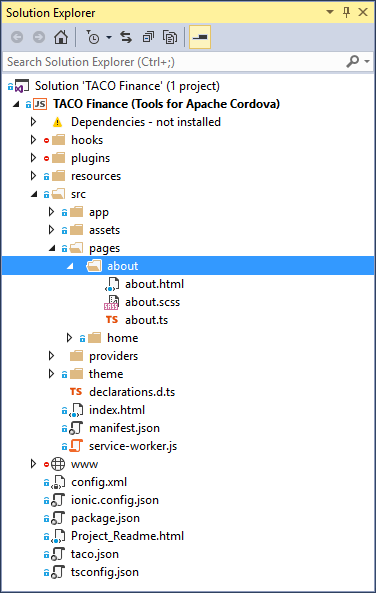 Solution Explorer
Search Solution Explorer (Ctrl+;)
Solution 'TACO Finance' (1 project)
JS TACO Finance (Tools for Apache Cordova)
Dependencies - not installed
hooks
plugins
resources
src
app
assets
pages
about
about.html
about.scss
TS about.ts
home
providers
theme
TS declarations.d.ts
index.html
manifest.json
service-worker.js
www
config.xml
ionic.config.json
package.json
Project_Readme.html
taco.json
tsconfig.json